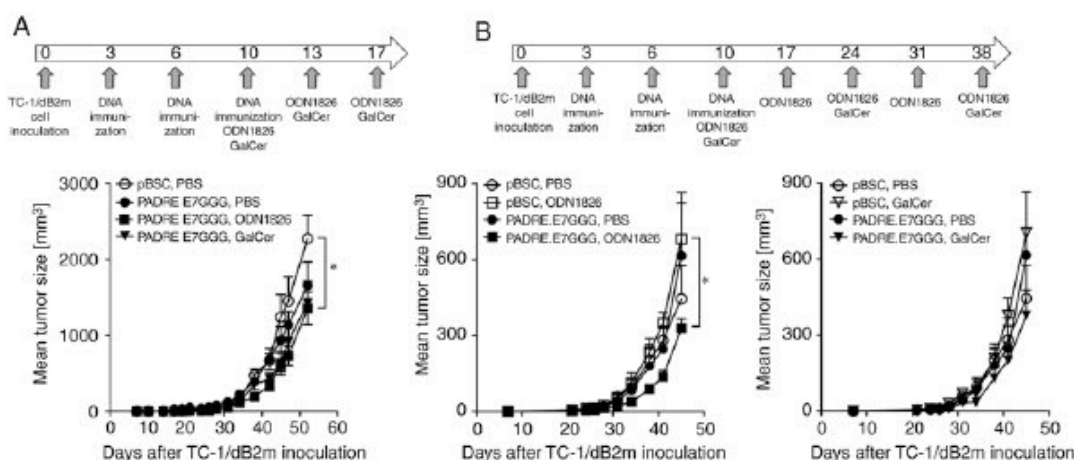 A
0 3 6 10 13 17
TC-1/dB2m
cell
inoculation
DNA
immuni-
zation
DNA
immuni-
zation
DNA
immunization
ODN1826
GalCer
ODN1826
GalCer
ODN1826
GalCer
B
0 3 6 10 17 24 31 38
TC-1/dB2m
cell
inoculation
DNA
immuni-
zation
DNA
immuni-
zation
DNA
immunization
ODN1826
GalCer
ODN1826
ODN1826
GalCer
ODN1826
ODN1826
GalCer
Mean tumor size [mm³]
3000
2000
1000
0
pBSC, PBS
PADRE.E7GGG, PBS
PADRE.E7GGG, ODN1826
PADRE.E7GGG, GalCer
*
0 10 20 30 40 50 60
Days after TC-1/dB2m inoculation
Mean tumor size [mm³]
900
600
300
0
pBSC, PBS
pBSC, ODN1826
PADRE.E7GGG, PBS
PADRE.E7GGG, ODN1826
*
0 10 20 30 40 50
Days after TC-1/dB2m inoculation
Mean tumor size [mm³]
900
600
300
0
pBSC, PBS
pBSC, GalCer
PADRE.E7GGG, PBS
PADRE.E7GGG, GalCer
0 10 20 30 40 50
Days after TC-1/dB2m inoculation